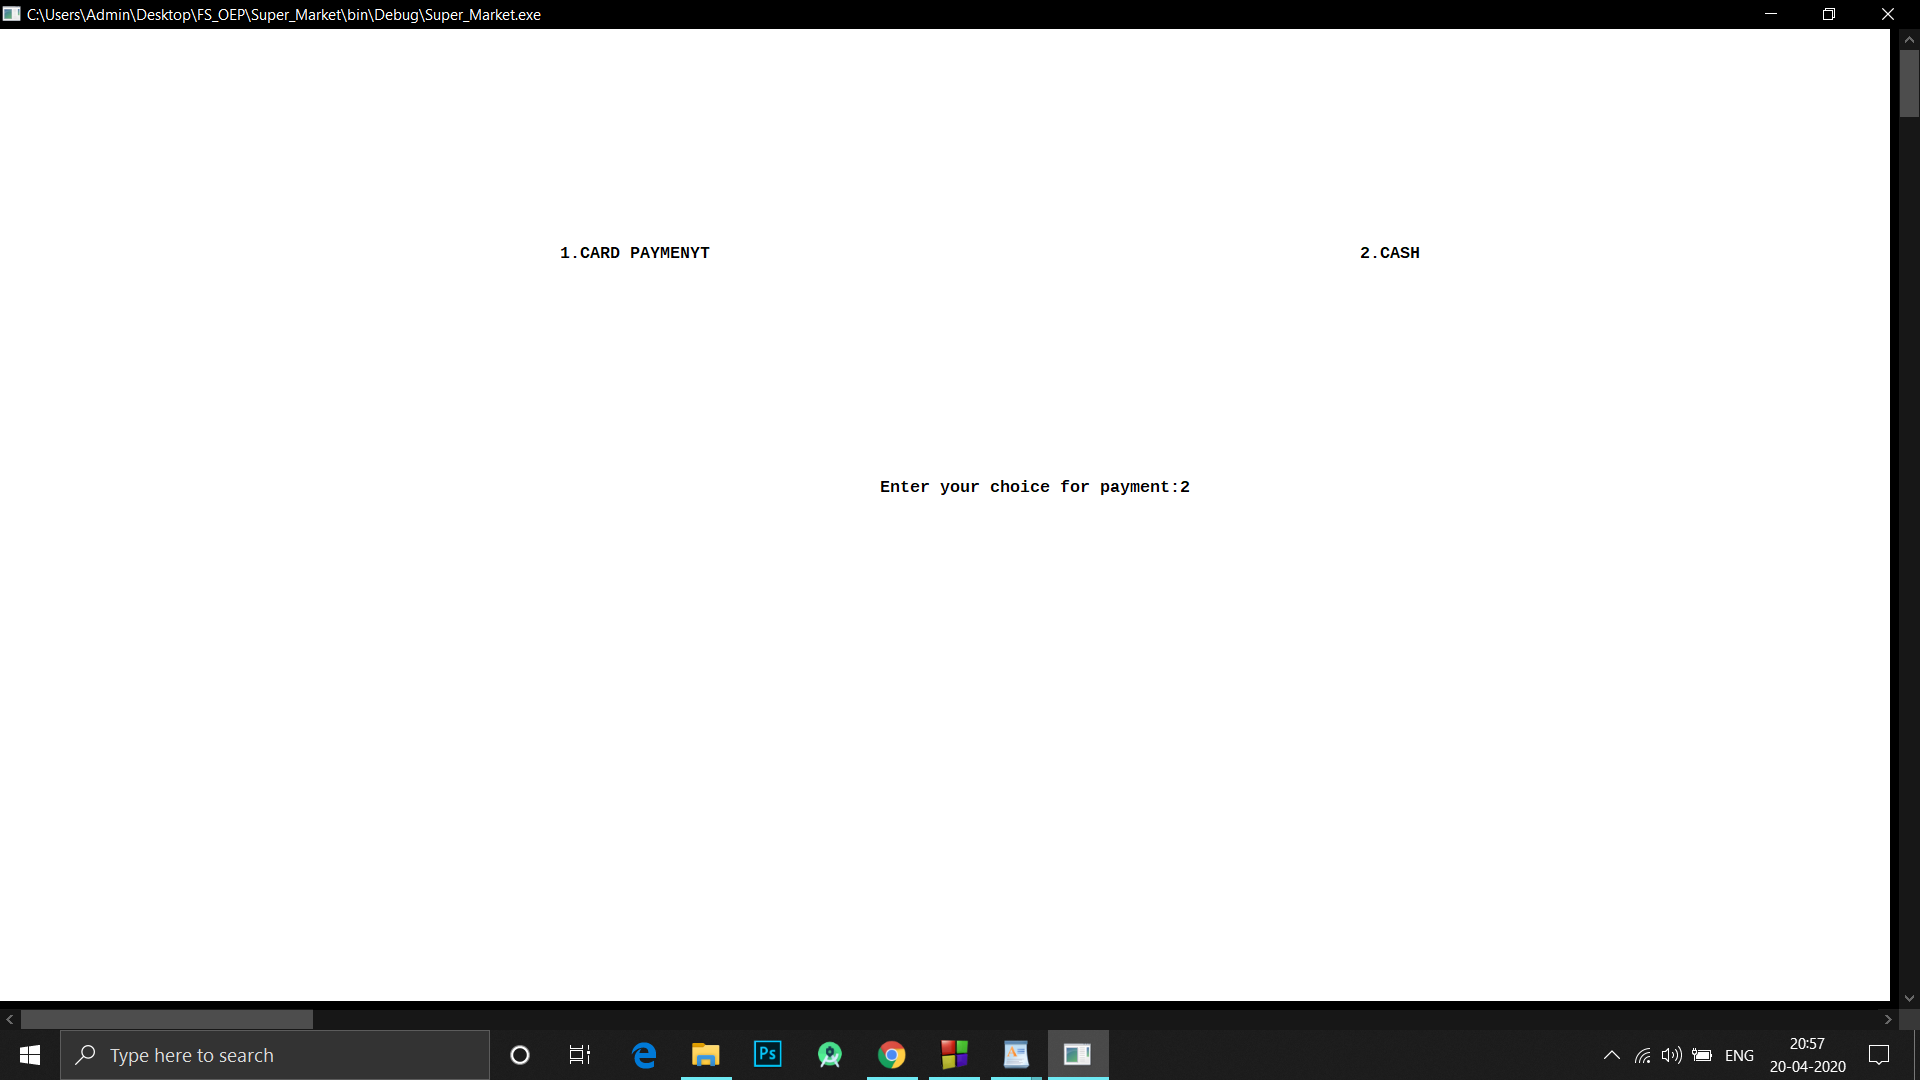 C:\Users\Admin\Desktop\FS_OEP\Super_Market\bin\Debug\Super_Market.exe
1.CARD PAYMENYT 2.CASH
Enter your choice for payment:2
Type here to search
Ps
ENG
20:57
20-04-2020